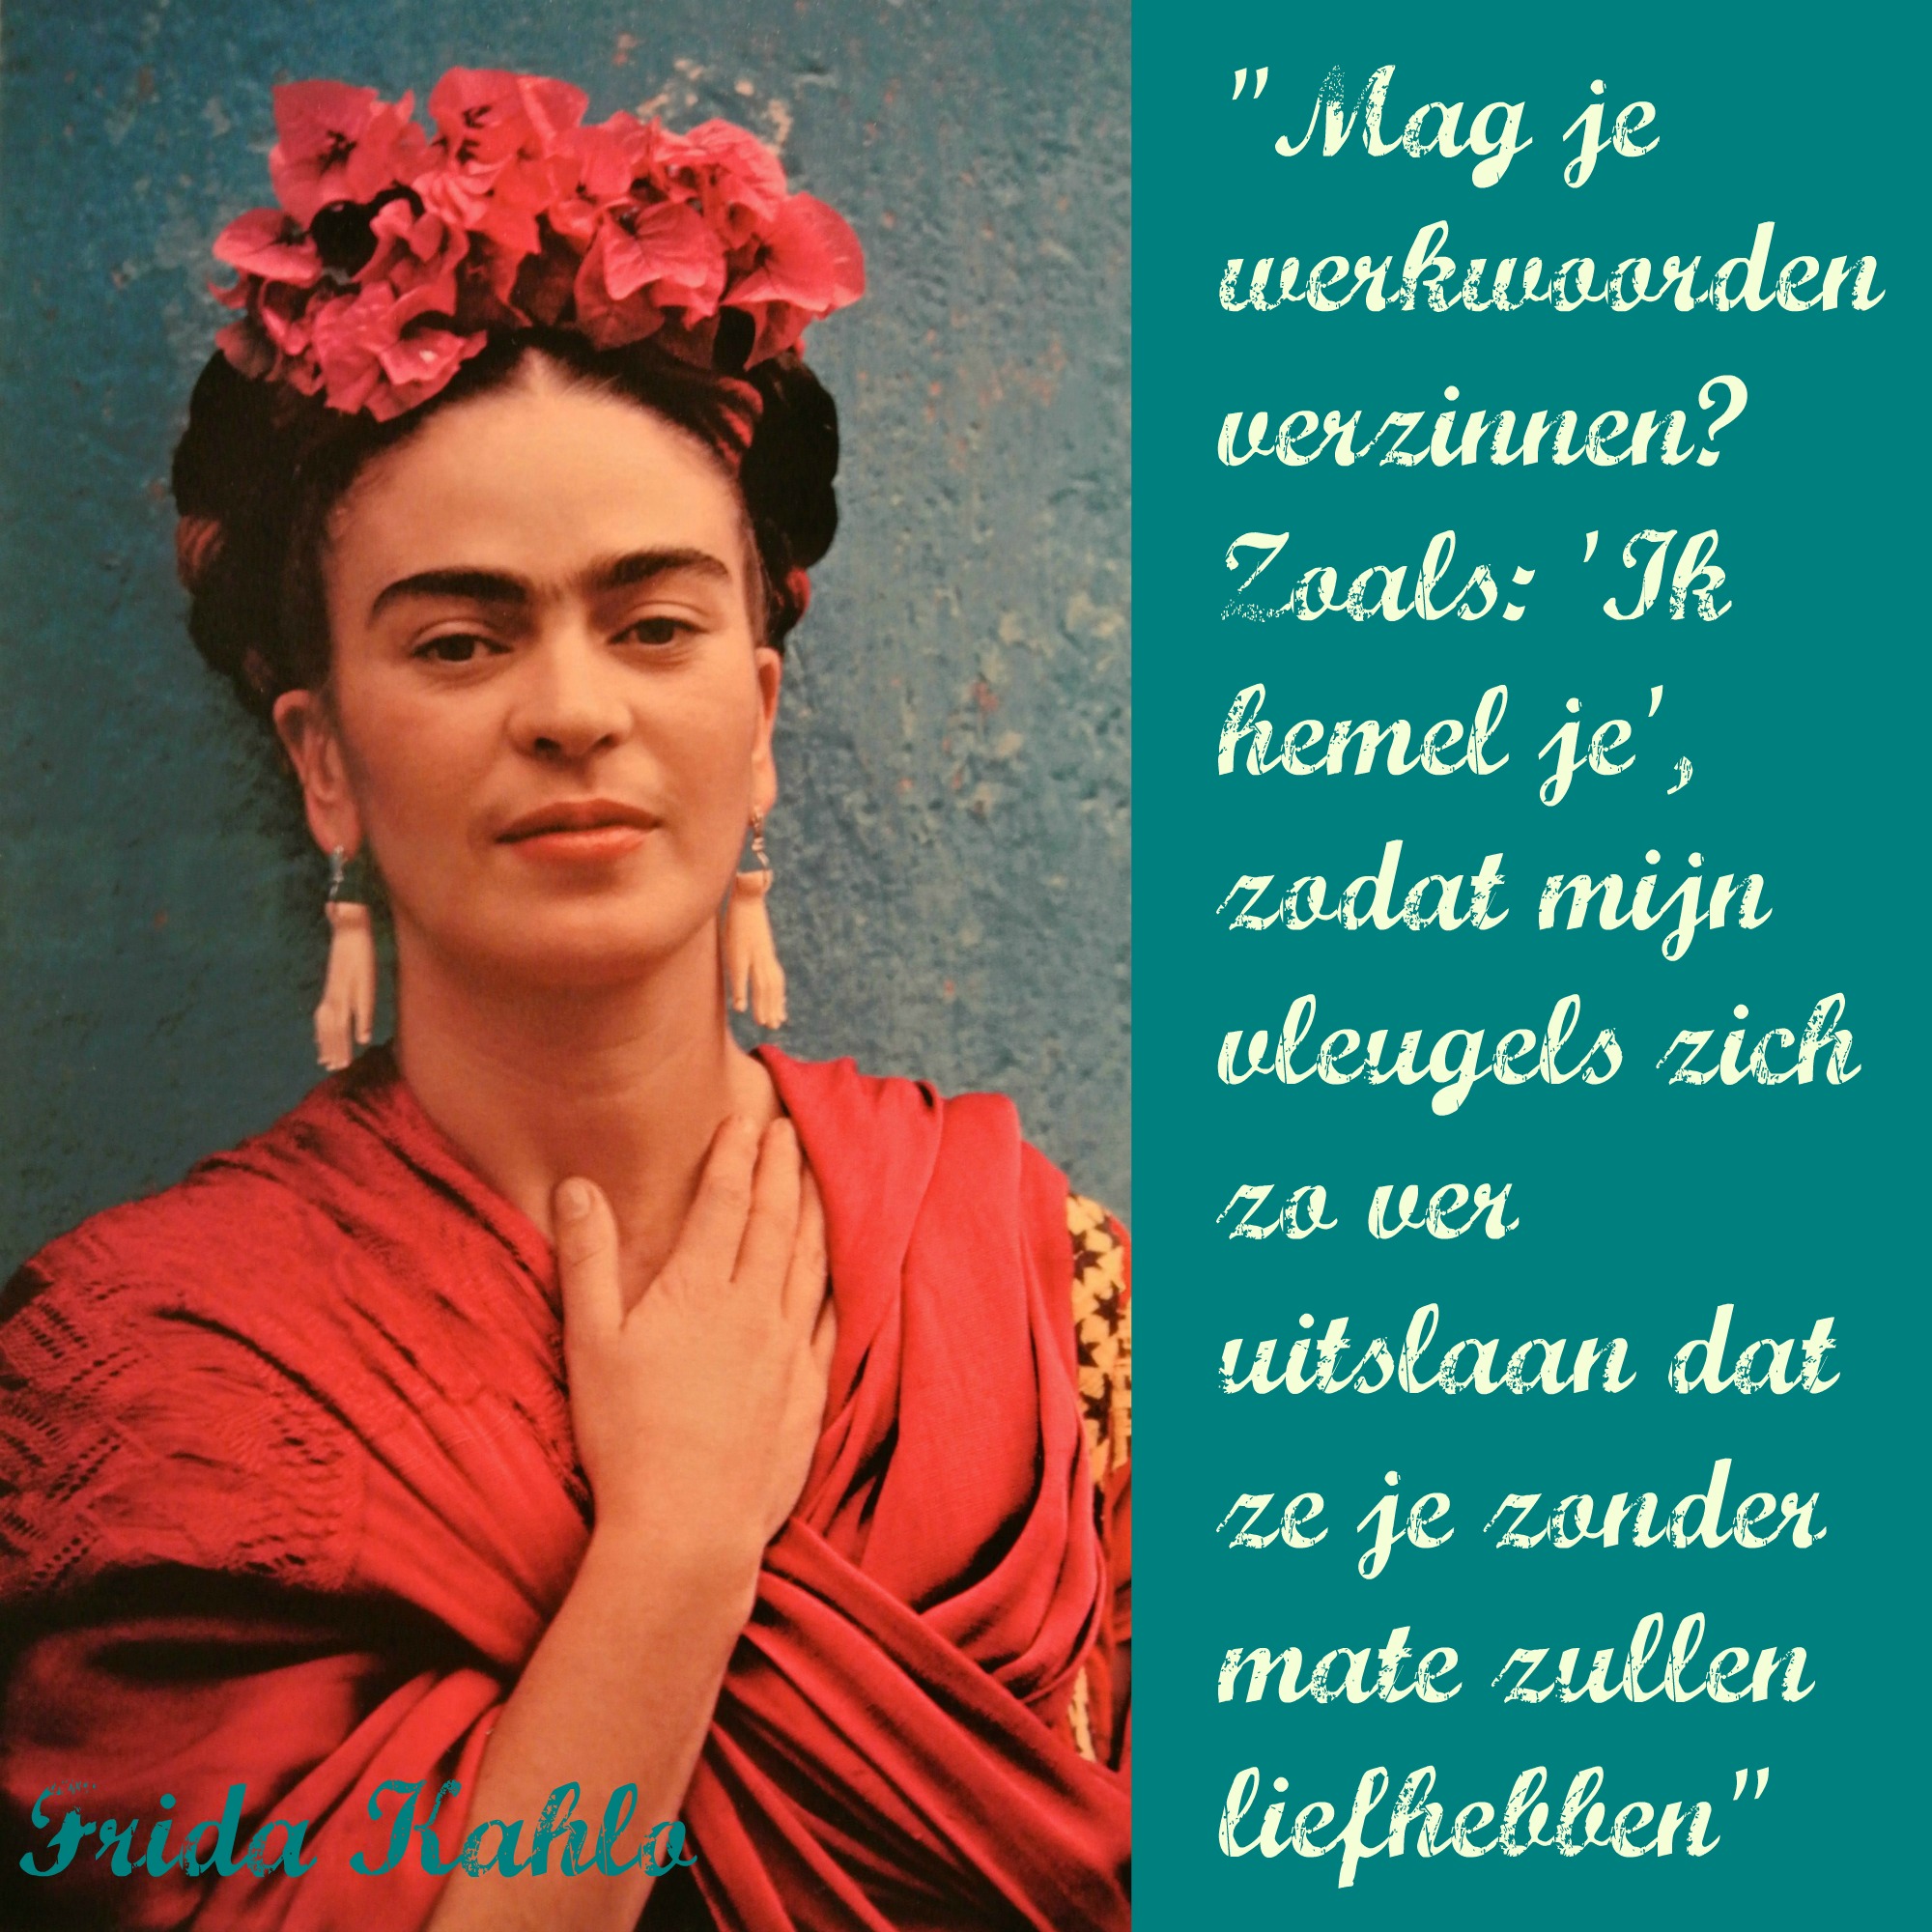 "Mag je
werkwoorden
verzinnen?
Zoals: 'Ik
hemel je',
zodat mijn
vleugels zich
zo ver
uitslaan dat
ze je zonder
mate zullen
liefhebben"
Frida Kahlo